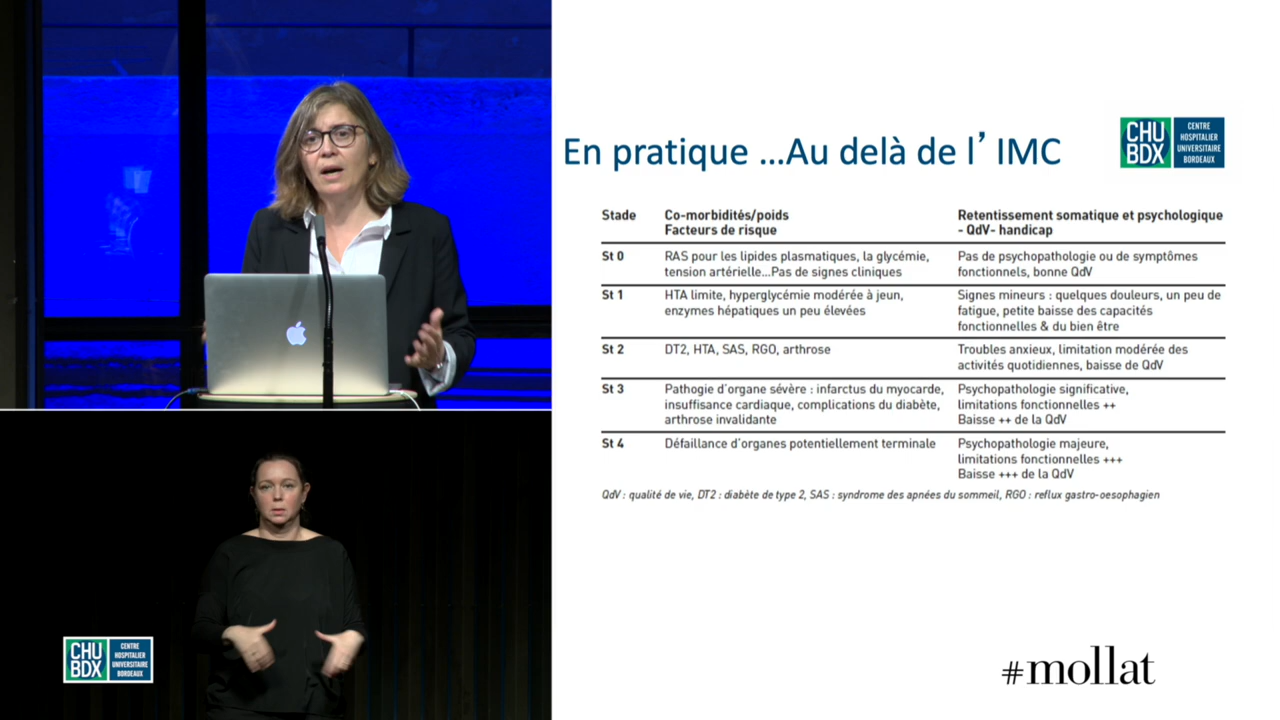 En pratique ...Au delà de l' IMC
CHU
BDX
CENTRE
HOSPITALIER
UNIVERSITAIRE
BORDEAUX
Stade Co-morbidités/poids Retentissement somatique et psychologique
Facteurs de risque - QdV- handicap
St 0 RAS pour les lipides plasmatiques, la glycémie, Pas de psychopathologie ou de symptômes
tension artérielle...Pas de signes cliniques fonctionnels, bonne QdV
St 1 HTA limite, hyperglycémie modérée à jeun, Signes mineurs : quelques douleurs, un peu de
enzymes hépatiques un peu élevées fatigue, petite baisse des capacités
fonctionnelles & du bien être
St 2 DT2, HTA, SAS, RGO, arthrose Troubles anxieux, limitation modérée des
activités quotidiennes, baisse de QdV
St 3 Pathogie d'organe sévère : infarctus du myocarde, Psychopathologie significative,
insuffisance cardiaque, complications du diabète, limitations fonctionnelles ++
arthrose invalidante Baisse ++ de la QdV
St 4 Défaillance d'organes potentiellement terminale Psychopathologie majeure,
limitations fonctionnelles +++
Baisse +++ de la QdV
QdV : qualité de vie, DT2 : diabète de type 2, SAS : syndrome des apnées du sommeil, RGO : reflux gastro-oesophagien
CHU
BDX
CENTRE
HOSPITALIER
UNIVERSITAIRE
BORDEAUX
#mollat